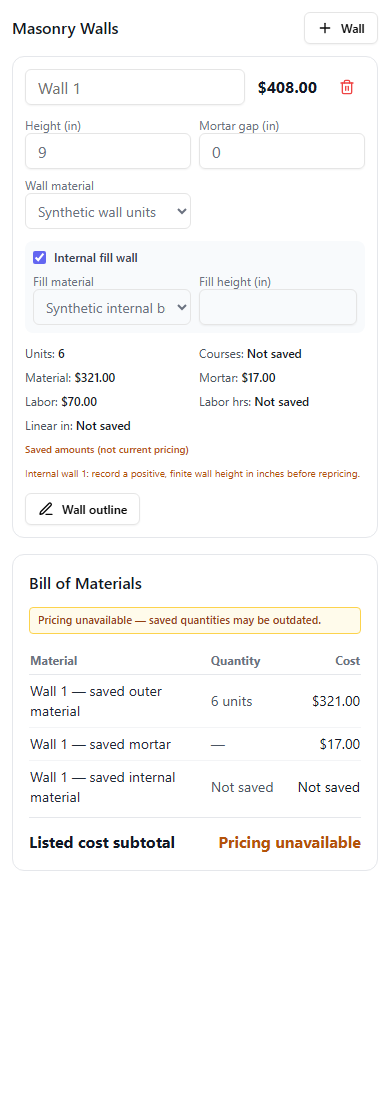 Masonry Walls
Wall
Wall 1
$408.00
Height (in)
Mortar gap (in)
9
0
Wall material
Synthetic wall units
Internal fill wall
Fill material
Fill height (in)
Synthetic internal b
Units: 6
Courses: Not saved
Material: $321.00
Mortar: $17.00
Labor: $70.00
Labor hrs: Not saved
Linear in: Not saved
Saved amounts (not current pricing)
Internal wall 1: record a positive, finite wall height in inches before repricing.
Wall outline
Bill of Materials
Pricing unavailable — saved quantities may be outdated.
Material Quantity Cost
Wall 1 — saved outer
material
6 units
$321.00
Wall 1 — saved mortar — $17.00
Wall 1 — saved internal
material
Not saved
Not saved
Listed cost subtotal Pricing unavailable